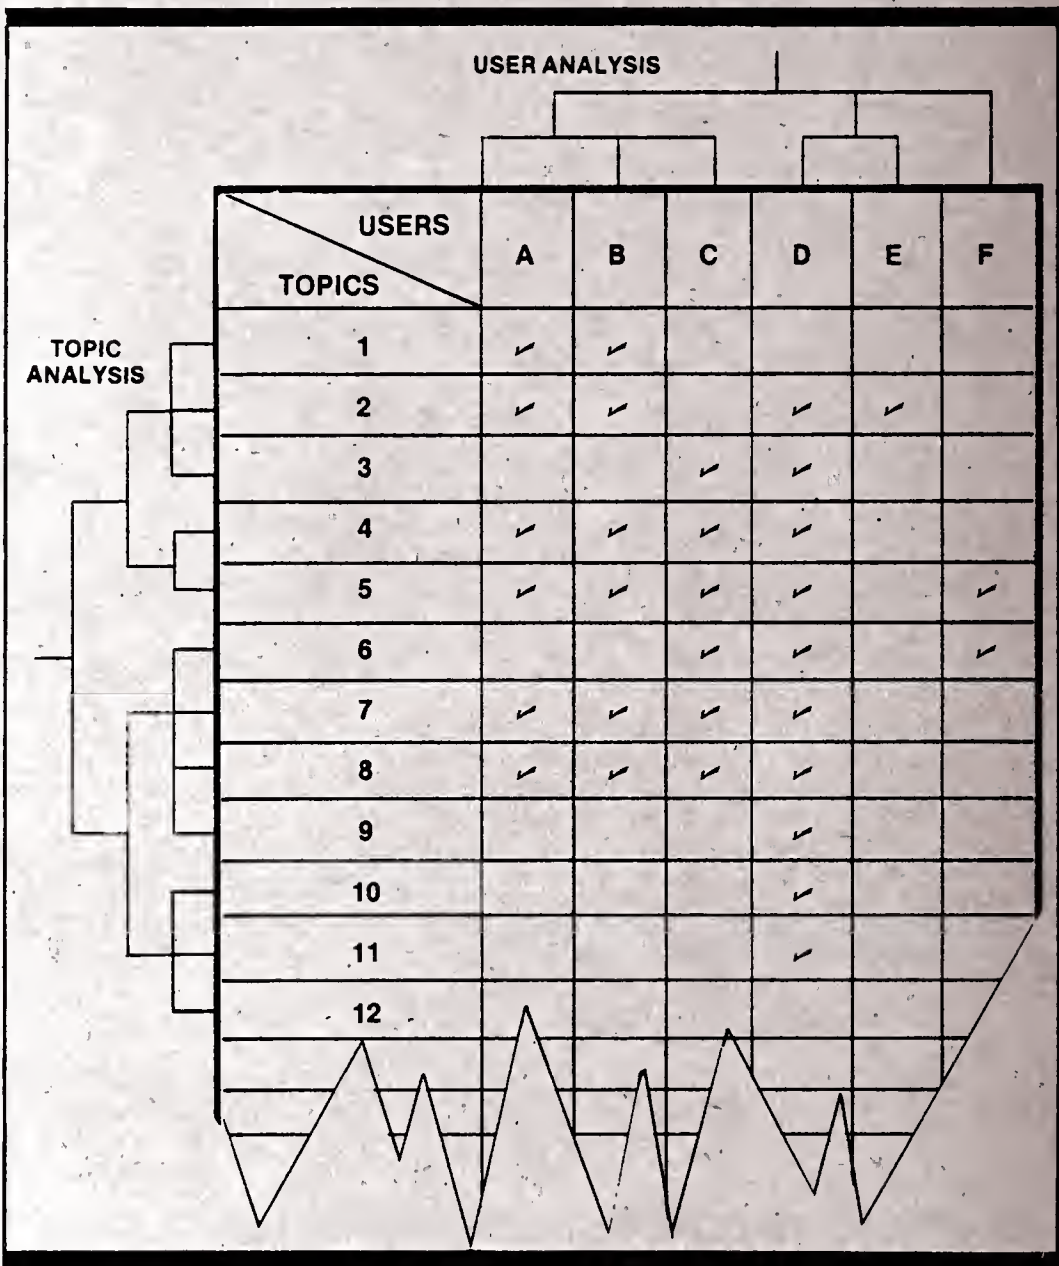 USER ANALYSIS
USERS
TOPICS
A B C D E F
TOPIC
ANALYSIS
1 ✓ ✓
2 ✓ ✓ ✓ ✓
3 ✓ ✓
4 ✓ ✓ ✓ ✓
5 ✓ ✓ ✓ ✓ ✓
6 ✓ ✓ ✓
7 ✓ ✓ ✓ ✓
8 ✓ ✓ ✓ ✓
9 ✓
10 ✓
11 ✓
12